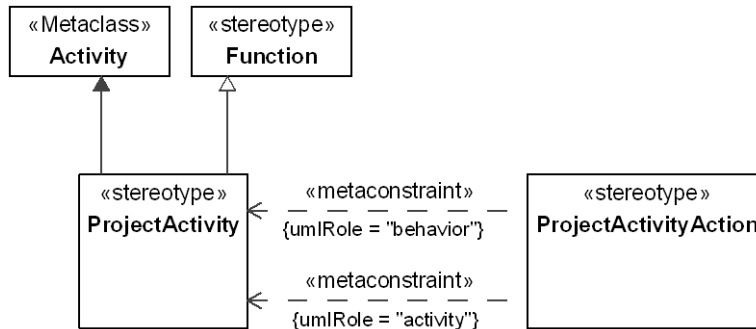 «Metaclass»
Activity
«stereotype»
Function
«stereotype»
ProjectActivity
«metaconstraint»
{umlRole = "behavior"}
«metaconstraint»
{umlRole = "activity"}
«stereotype»
ProjectActivityAction